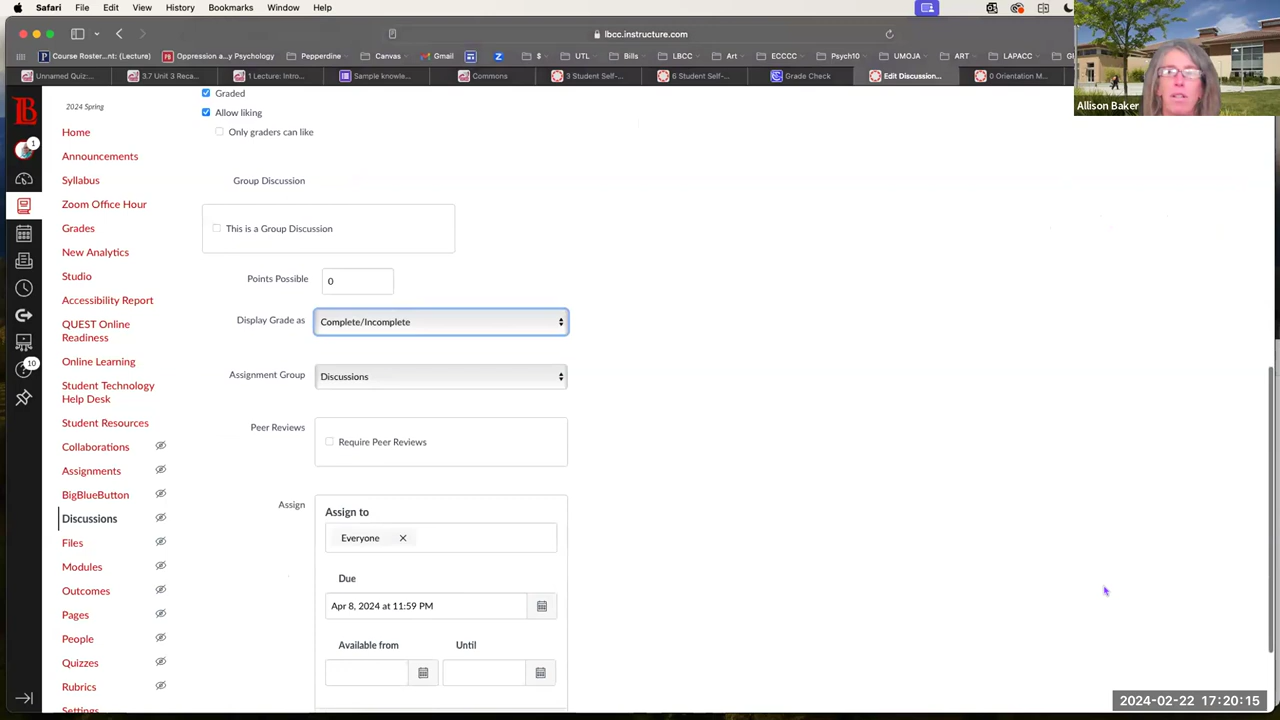 Safari File Edit View History Bookmarks Window Help
lbcc.instructure.com
Course Roster... Oppression a...y Psychology Pepperdine UTL Gmail $ UTL Bills LBCC Art ECCCC Psych10 UMOJA ART LAPACC
Unnamed Quiz:... 3.7 Unit 3 Reca... 1 Lecture: Intro... Sample knowle... Commons 3 Student Self-... 6 Student Self-... Grade Check Edit Discussion... 0 Orientation M...
Allison Baker
2024 Spring
Home
Announcements
Syllabus
Zoom Office Hour
Grades
New Analytics
Studio
Accessibility Report
QUEST Online
Readiness
Online Learning
Student Technology
Help Desk
Student Resources
Collaborations
Assignments
BigBlueButton
Discussions
Files
Modules
Outcomes
Pages
People
Quizzes
Rubrics
Settings
1
10
Graded
Allow liking
Only graders can like
Group Discussion
This is a Group Discussion
Points Possible 0
Display Grade as Complete/Incomplete
Assignment Group Discussions
Peer Reviews
Require Peer Reviews
Assign
Assign to
Everyone
Due
Apr 8, 2024 at 11:59 PM
Available from Until
2024-02-22 17:20:15